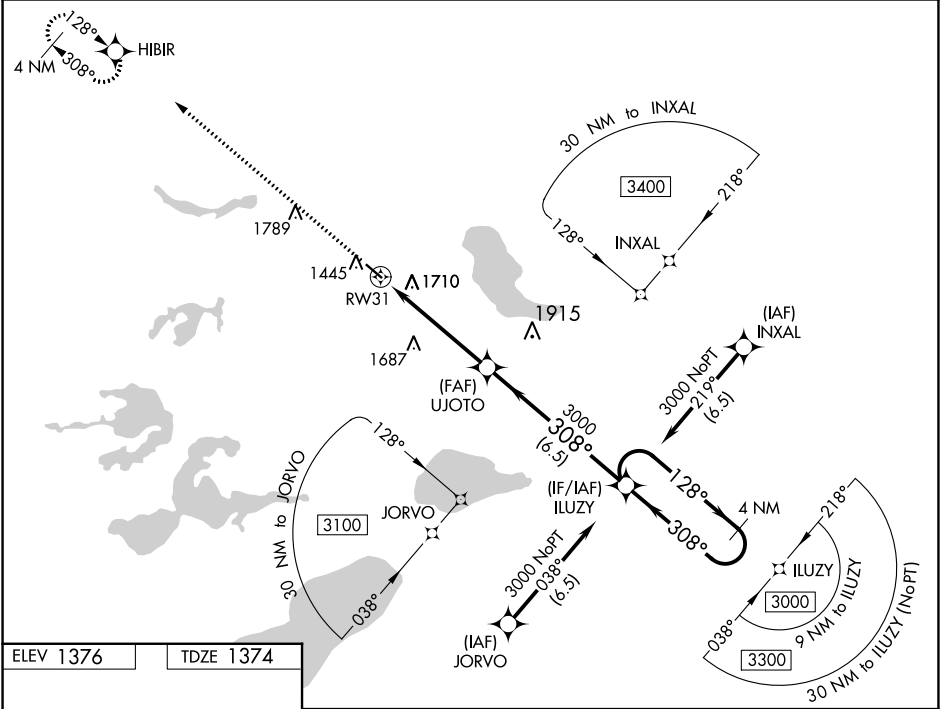 128°
HIBIR
4 NM
308°
30 NM to INXAL
3400
218°
128°
INXAL
1789
1445
RW31
1710
1915
1687
(IAF)
INXAL
3000 NoPT
219°
(6.5)
(FAF)
UJOTO
3000
308°
(6.5)
128°
30 NM to JORVO
3100
JORVO
038°
(IF/IAF)
ILUZY
128°
4 NM
308°
3000 NoPT
038°
(6.5)
(IAF)
JORVO
218°
ILUZY
3000
9 NM to ILUZY
038°
3300
30 NM to ILUZY (NoPT)
ELEV 1376
TDZE 1374